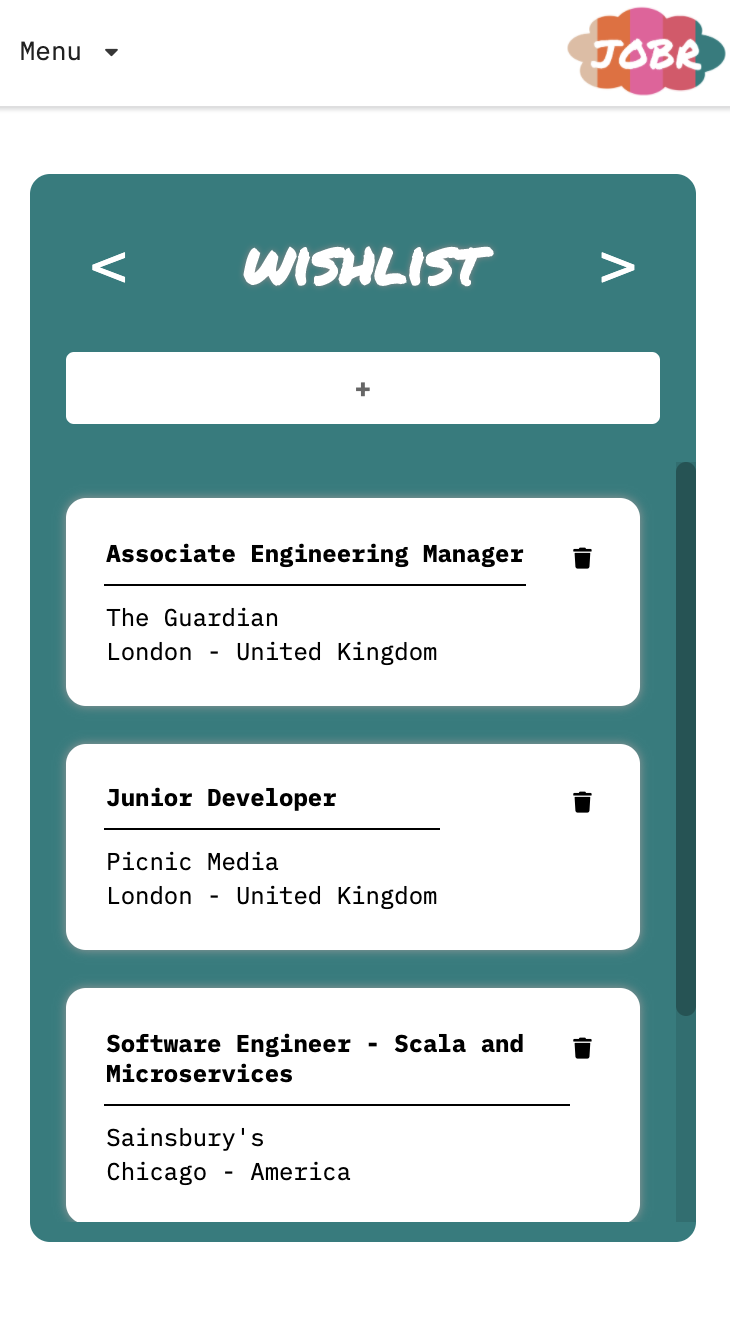 Menu
JOBR
< WISHLIST >
+
Associate Engineering Manager
The Guardian
London - United Kingdom
Junior Developer
Picnic Media
London - United Kingdom
Software Engineer - Scala and
Microservices
Sainsbury's
Chicago - America